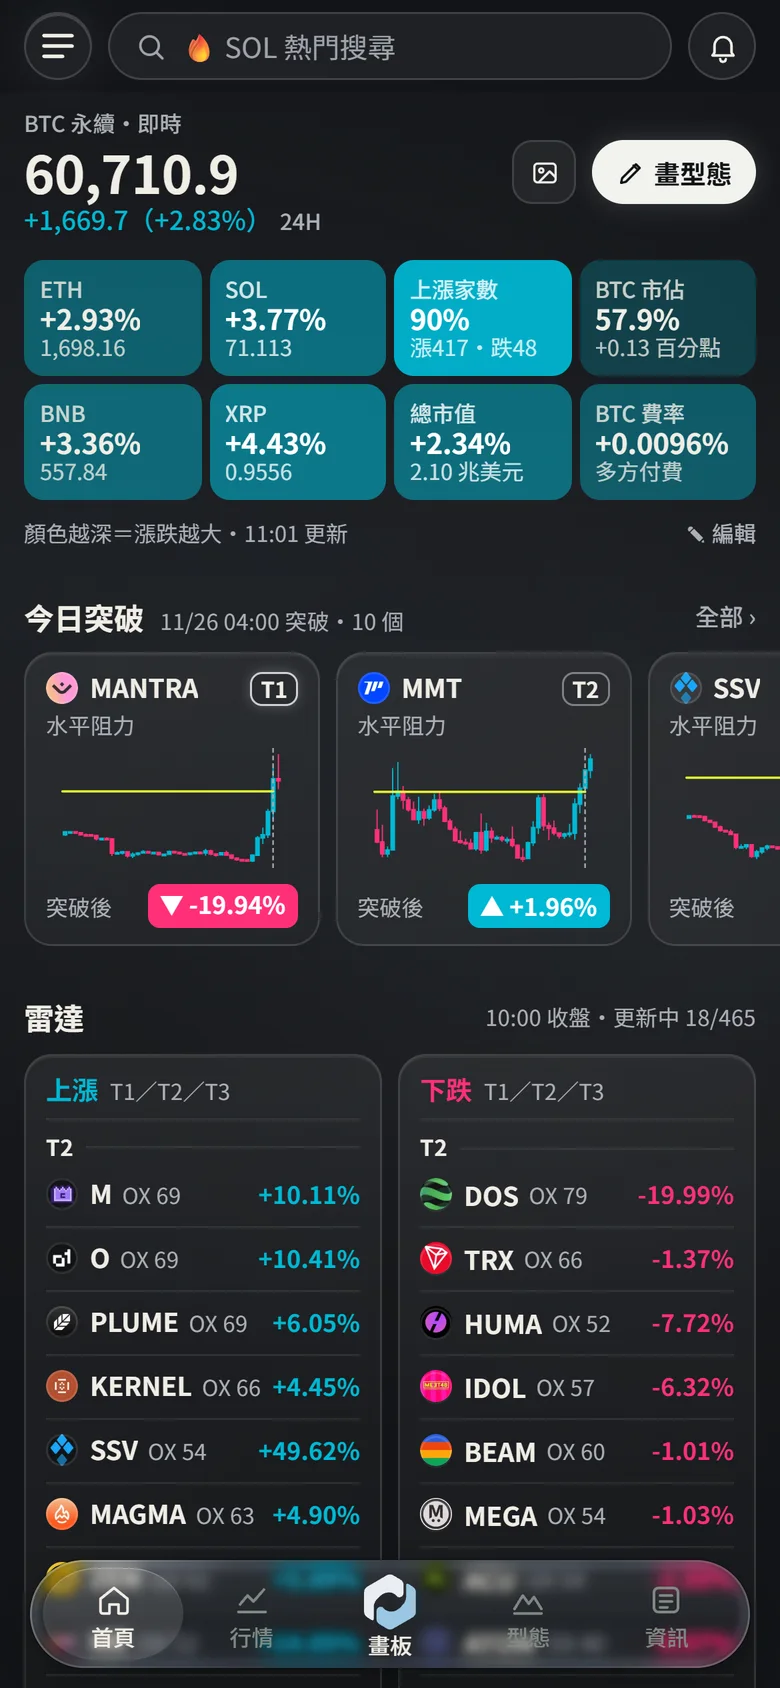 SOL 熱門搜尋
BTC 永續・即時
60,710.9
畫型態
+1,669.7（+2.83%） 24H
ETH
+2.93%
1,698.16
SOL
+3.77%
71.113
上漲家數
90%
漲417・跌48
BTC 市佔
57.9%
+0.13 百分點
BNB
+3.36%
557.84
XRP
+4.43%
0.9556
總市值
+2.34%
2.10 兆美元
BTC 費率
+0.0096%
多方付費
顏色越深＝漲跌越大・11:01 更新
編輯
今日突破 11/26 04:00 突破・10 個
全部 ›
MANTRA T1
水平阻力
突破後 ▼ -19.94%
MMT T2
水平阻力
突破後 ▲ +1.96%
SSV
水平阻力
突破後
雷達
10:00 收盤・更新中 18/465
上漲 T1／T2／T3
T2
M OX 69 +10.11%
O OX 69 +10.41%
PLUME OX 69 +6.05%
KERNEL OX 66 +4.45%
SSV OX 54 +49.62%
MAGMA OX 63 +4.90%
下跌 T1／T2／T3
T2
DOS OX 79 -19.99%
TRX OX 66 -1.37%
HUMA OX 52 -7.72%
IDOL OX 57 -6.32%
BEAM OX 60 -1.01%
MEGA OX 54 -1.03%
首頁
行情
畫板
型態
資訊